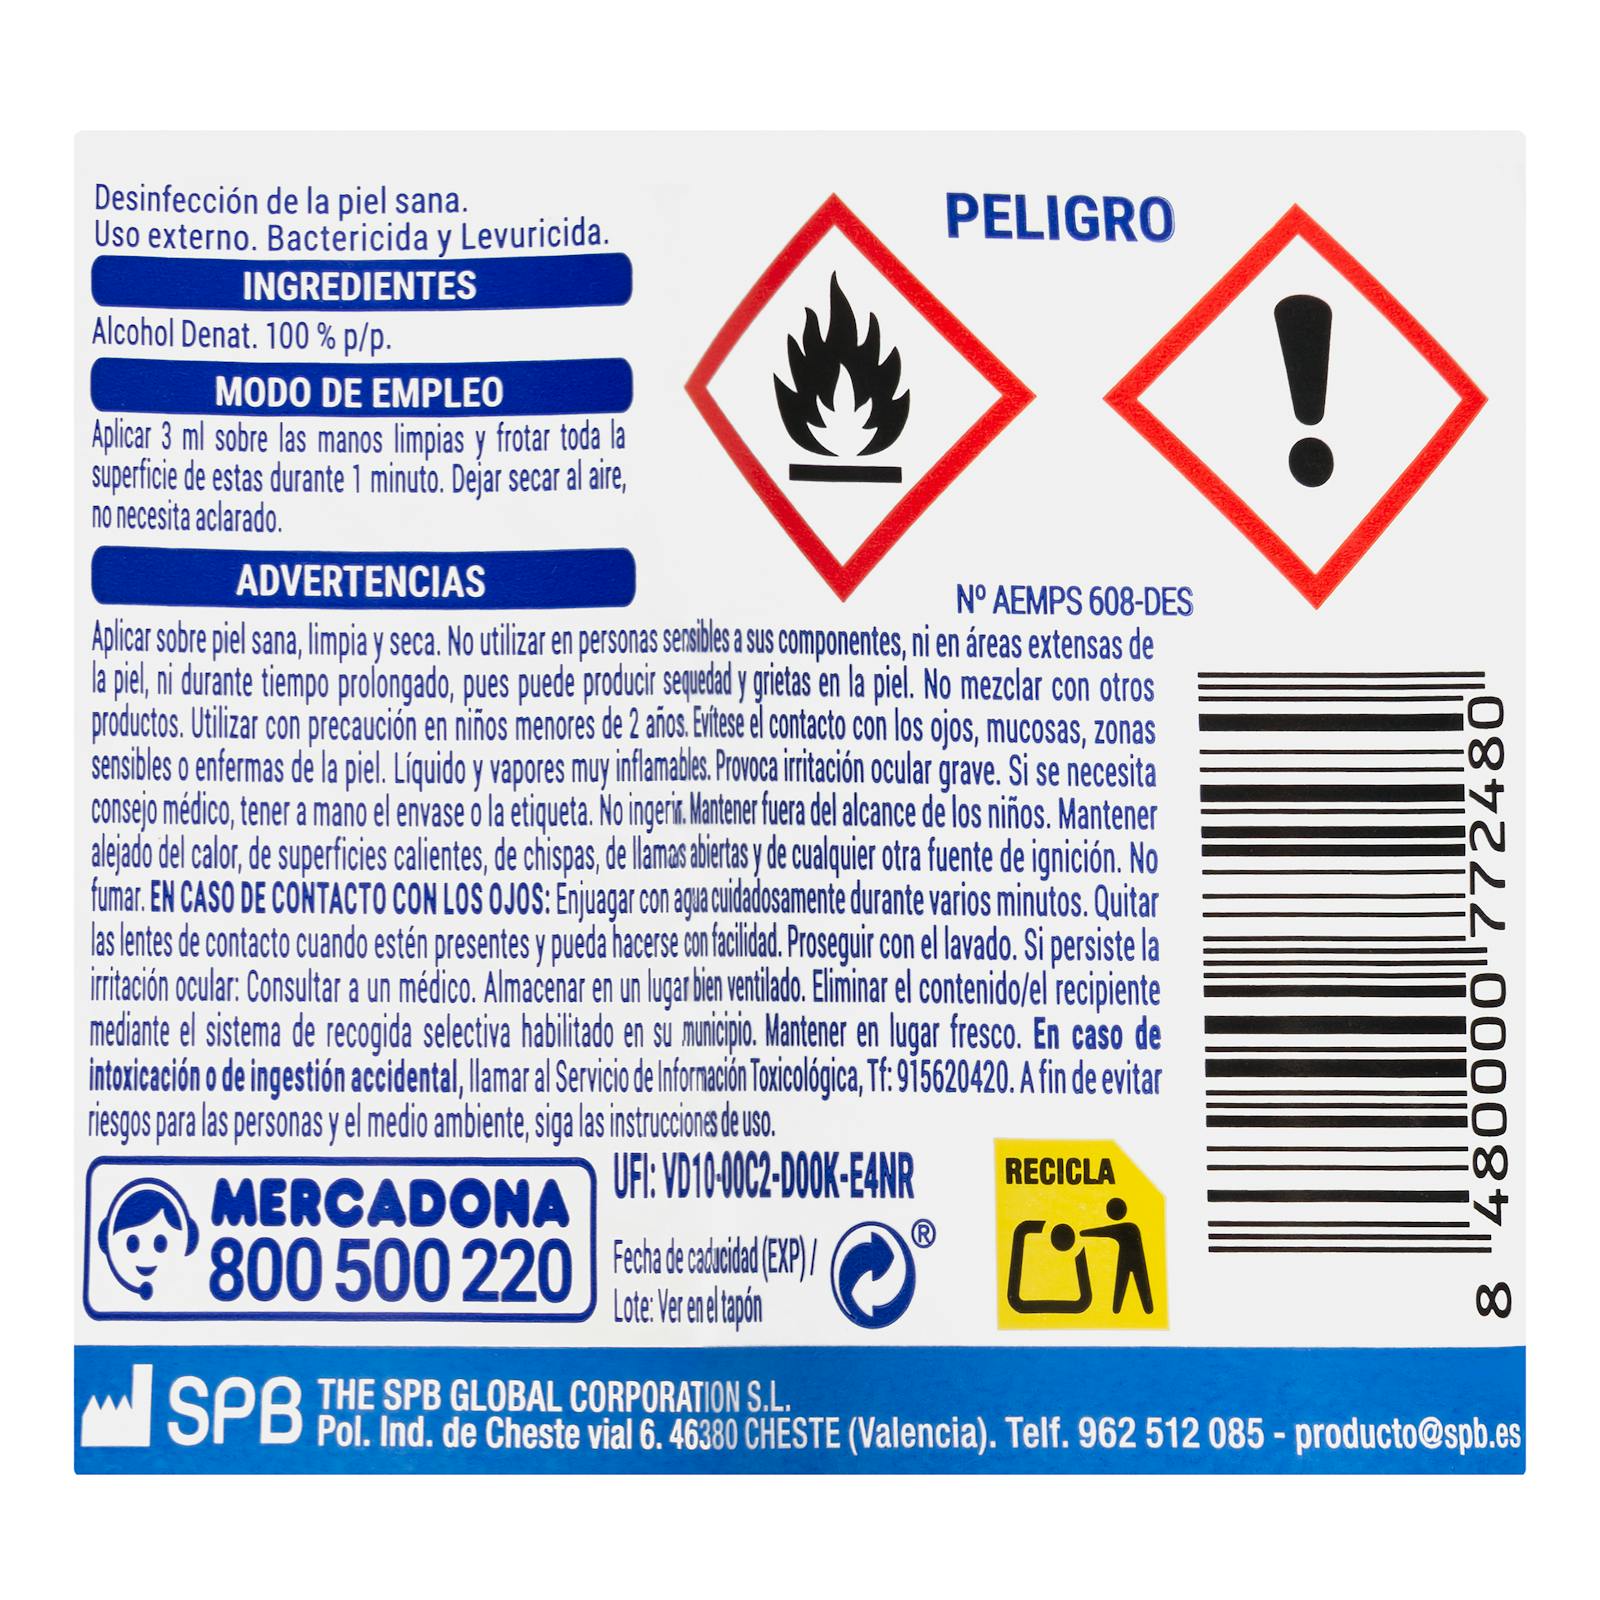 Desinfección de la piel sana.
Uso externo. Bactericida y Levuricida.
INGREDIENTES
Alcohol Denat. 100 % p/p.
MODO DE EMPLEO
Aplicar 3 ml sobre las manos limpias y frotar toda la
superficie de estas durante 1 minuto. Dejar secar al aire,
no necesita aclarado.
PELIGRO
Nº AEMPS 608-DES
ADVERTENCIAS
Aplicar sobre piel sana, limpia y seca. No utilizar en personas sensibles a sus componentes, ni en áreas extensas de
la piel, ni durante tiempo prolongado, pues puede producir sequedad y grietas en la piel. No mezclar con otros
productos. Utilizar con precaución en niños menores de 2 años. Evítese el contacto con los ojos, mucosas, zonas
sensibles o enfermas de la piel. Líquido y vapores muy inflamables. Provoca irritación ocular grave. Si se necesita
consejo médico, tener a mano el envase o la etiqueta. No ingerir. Mantener fuera del alcance de los niños. Mantener
alejado del calor, de superficies calientes, de chispas, de llamas abiertas y de cualquier otra fuente de ignición. No
fumar. EN CASO DE CONTACTO CON LOS OJOS: Enjuagar con agua cuidadosamente durante varios minutos. Quitar
las lentes de contacto cuando estén presentes y pueda hacerse con facilidad. Proseguir con el lavado. Si persiste la
irritación ocular: Consultar a un médico. Almacenar en un lugar bien ventilado. Eliminar el contenido/el recipiente
mediante el sistema de recogida selectiva habilitado en su municipio. Mantener en lugar fresco. En caso de
intoxicación o de ingestión accidental, llamar al Servicio de Información Toxicológica, Tf: 915620420. A fin de evitar
riesgos para las personas y el medio ambiente, siga las instrucciones de uso.
MERCADONA
800 500 220
UFI: VD10-00C2-D00K-E4NR
Fecha de caducidad (EXP) /
Lote: Ver en el tapón
®
RECICLA
8 480000 772480
SPB
THE SPB GLOBAL CORPORATION S.L.
Pol. Ind. de Cheste vial 6. 46380 CHESTE (Valencia). Telf. 962 512 085 - producto@spb.es